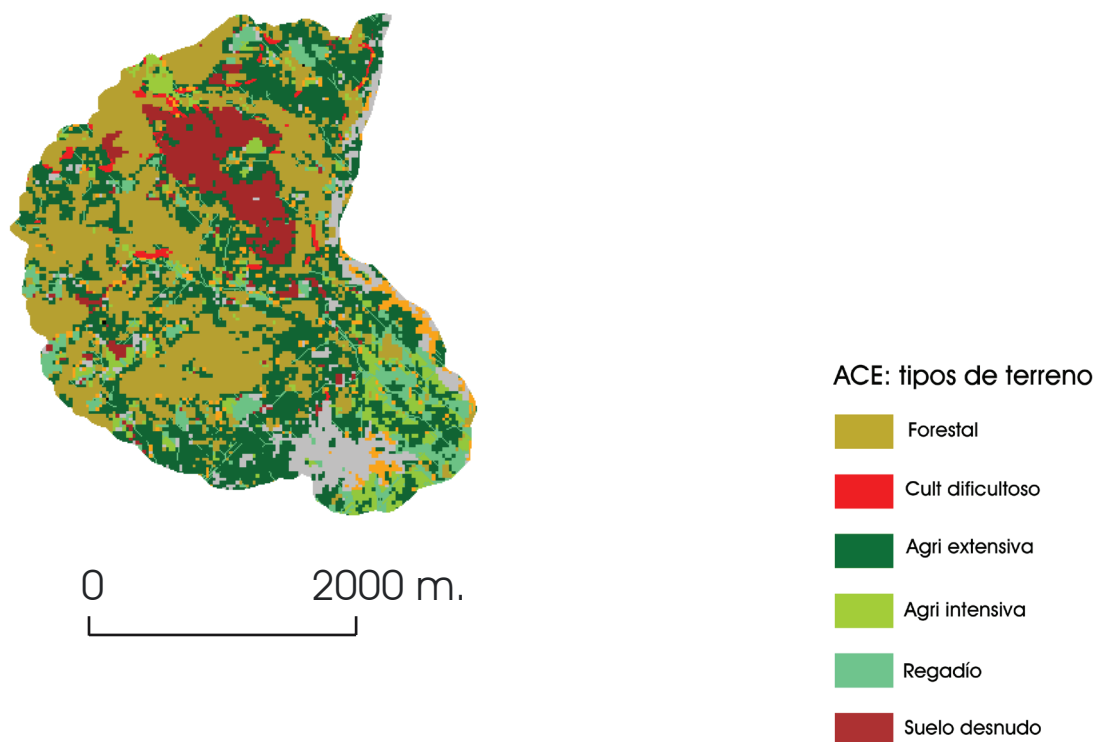 ACE: tipos de terreno
Forestal
Cult dificultoso
Agri extensiva
Agri intensiva
Regadío
Suelo desnudo
0 2000 m.